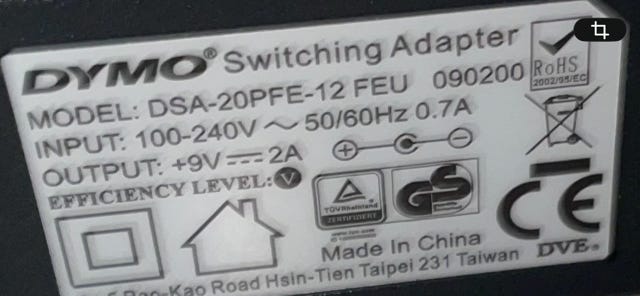 DYMO® Switching Adapter
RoHS
2002/95/EC
MODEL: DSA-20PFE-12 FEU 090200
INPUT: 100-240V ~ 50/60Hz 0.7A
OUTPUT: +9V ⎓ 2A
EFFICIENCY LEVEL: V
TÜVRheinland
ZERTIFIZIERT
GS
CE
Made In China
DVE®
Kao Road Hsin-Tien Taipei 231 Taiwan